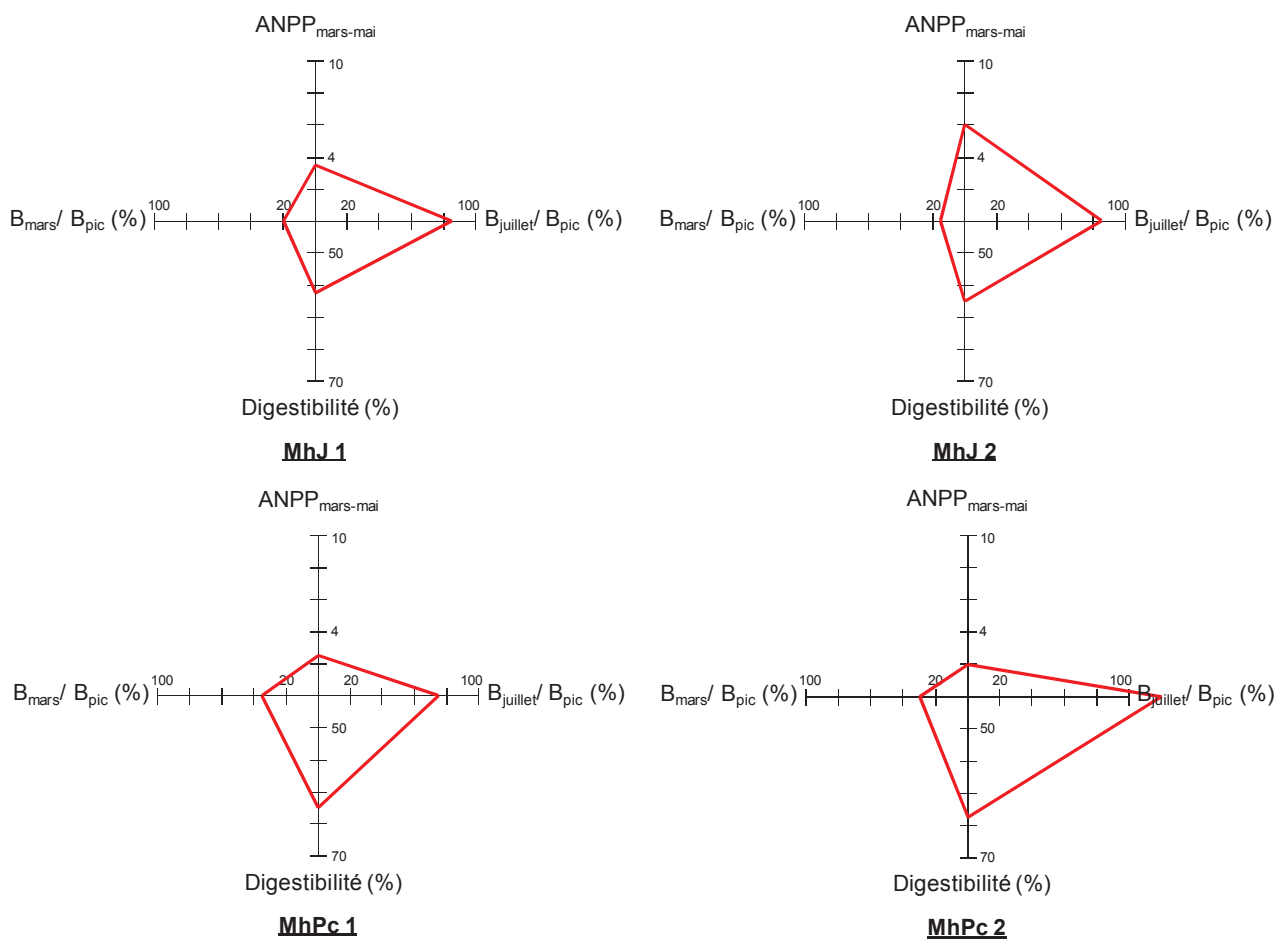 ANPPmars-mai
10
4
100 20 20 100
Bmars/ Bpic (%) Bjuillet/ Bpic (%)
50
70
Digestibilité (%)
MhJ 1
ANPPmars-mai
10
4
100 20 20 100
Bmars/ Bpic (%) Bjuillet/ Bpic (%)
50
70
Digestibilité (%)
MhJ 2
ANPPmars-mai
10
4
100 20 20 100
Bmars/ Bpic (%) Bjuillet/ Bpic (%)
50
70
Digestibilité (%)
MhPc 1
ANPPmars-mai
10
4
100 20 20 100
Bmars/ Bpic (%) Bjuillet/ Bpic (%)
50
70
Digestibilité (%)
MhPc 2